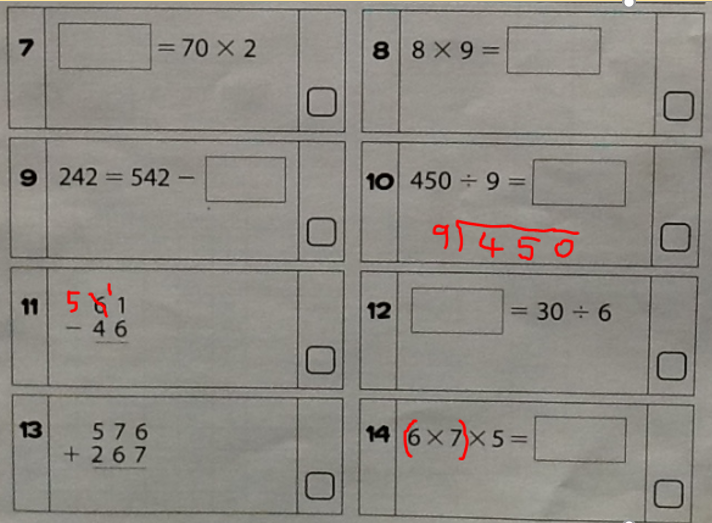 7 = 70 × 2
8 8 × 9 =
9 242 = 542 −
10 450 ÷ 9 =
9 450
11 5 6 1 1
− 4 6
12 = 30 ÷ 6
13 5 7 6
+ 2 6 7
14 (6 × 7) × 5 =